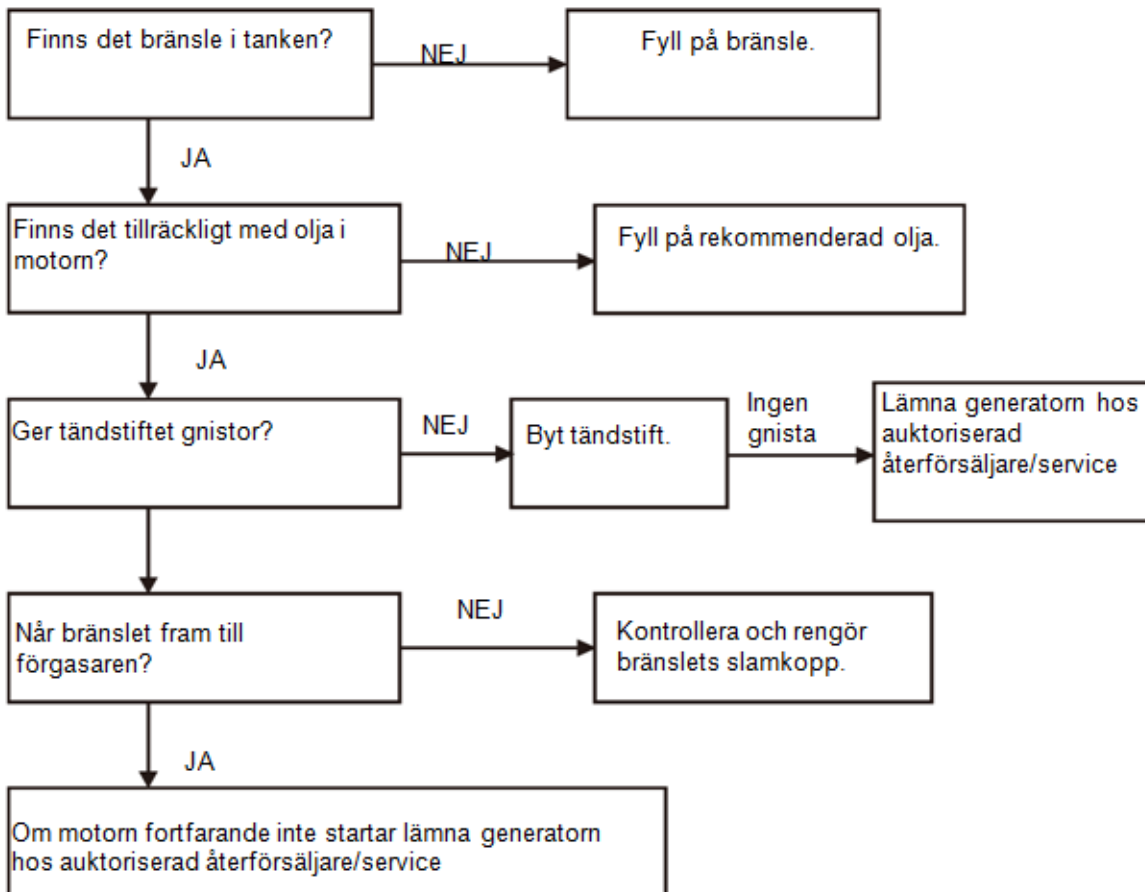 Finns det bränsle i tanken?
NEJ
Fyll på bränsle.
JA
Finns det tillräckligt med olja i
motorn?
NEJ
Fyll på rekommenderad olja.
JA
Ger tändstiftet gnistor?
NEJ
Byt tändstift.
Ingen
gnista
Lämna generatorn hos
auktoriserad
återförsäljare/service
Når bränslet fram till
förgasaren?
NEJ
Kontrollera och rengör
bränslets slamkopp.
JA
Om motorn fortfarande inte startar lämna generatorn
hos auktoriserad återförsäljare/service